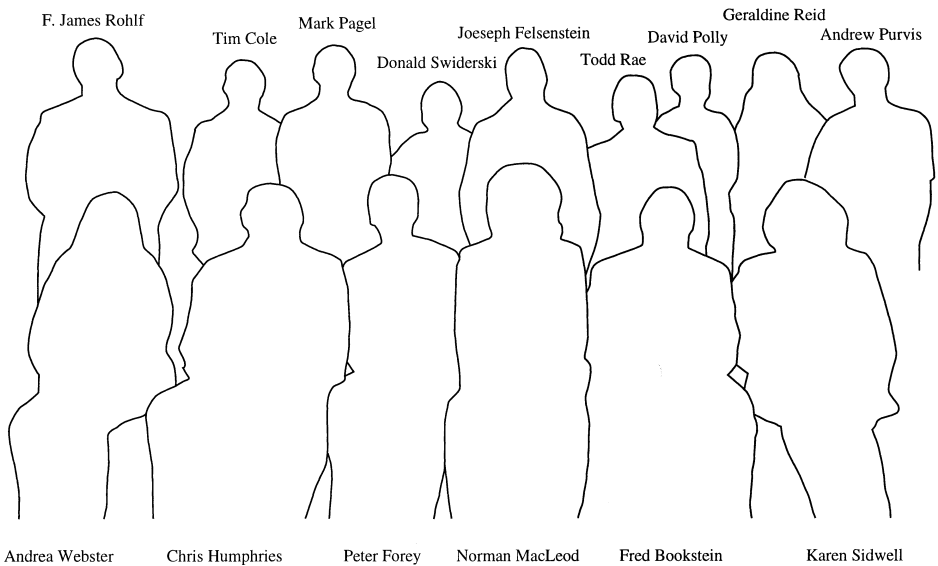 F. James Rohlf
Tim Cole
Mark Pagel
Donald Swiderski
Joeseph Felsenstein
Todd Rae
David Polly
Geraldine Reid
Andrew Purvis
Andrea Webster
Chris Humphries
Peter Forey
Norman MacLeod
Fred Bookstein
Karen Sidwell